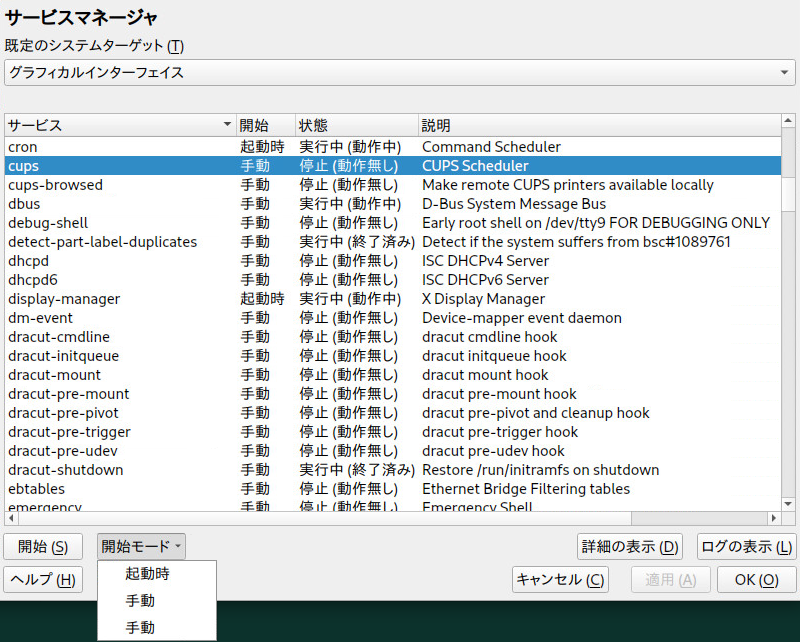 サービスマネージャ
既定のシステムターゲット (T)
グラフィカルインターフェイス
サービス 開始 状態 説明
cron 起動時 実行中 (動作中) Command Scheduler
cups 手動 停止 (動作無し) CUPS Scheduler
cups-browsed 手動 停止 (動作無し) Make remote CUPS printers available locally
dbus 手動 実行中 (動作中) D-Bus System Message Bus
debug-shell 手動 停止 (動作無し) Early root shell on /dev/tty9 FOR DEBUGGING ONLY
detect-part-label-duplicates 手動 実行中 (終了済み) Detect if the system suffers from bsc#1089761
dhcpd 手動 停止 (動作無し) ISC DHCPv4 Server
dhcpd6 手動 停止 (動作無し) ISC DHCPv6 Server
display-manager 起動時 実行中 (動作中) X Display Manager
dm-event 手動 停止 (動作無し) Device-mapper event daemon
dracut-cmdline 手動 停止 (動作無し) dracut cmdline hook
dracut-initqueue 手動 停止 (動作無し) dracut initqueue hook
dracut-mount 手動 停止 (動作無し) dracut mount hook
dracut-pre-mount 手動 停止 (動作無し) dracut pre-mount hook
dracut-pre-pivot 手動 停止 (動作無し) dracut pre-pivot and cleanup hook
dracut-pre-trigger 手動 停止 (動作無し) dracut pre-trigger hook
dracut-pre-udev 手動 停止 (動作無し) dracut pre-udev hook
dracut-shutdown 手動 実行中 (終了済み) Restore /run/initramfs on shutdown
ebtables 手動 停止 (動作無し) Ethernet Bridge Filtering tables
emergency 手動 停止 (動作無し) Emergency Shell
開始 (S) 開始モード 詳細の表示 (D) ログの表示 (L)
ヘルプ (H) キャンセル (C) 適用 (A) OK (O)
起動時
手動
手動